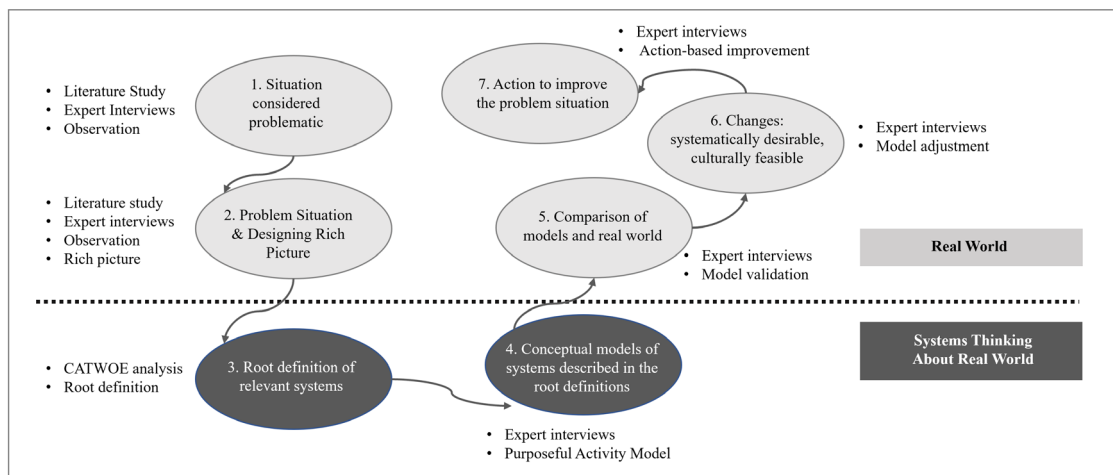 • Literature Study
• Expert Interviews
• Observation
1. Situation
considered
problematic
• Literature study
• Expert interviews
• Observation
• Rich picture
2. Problem Situation
& Designing Rich
Picture
• CATWOE analysis
• Root definition
3. Root definition of
relevant systems
4. Conceptual models of
systems described in the
root definitions
• Expert interviews
• Purposeful Activity Model
5. Comparison of
models and real world
• Expert interviews
• Model validation
6. Changes:
systematically desirable,
culturally feasible
• Expert interviews
• Model adjustment
7. Action to improve
the problem situation
• Expert interviews
• Action-based improvement
Real World
Systems Thinking
About Real World